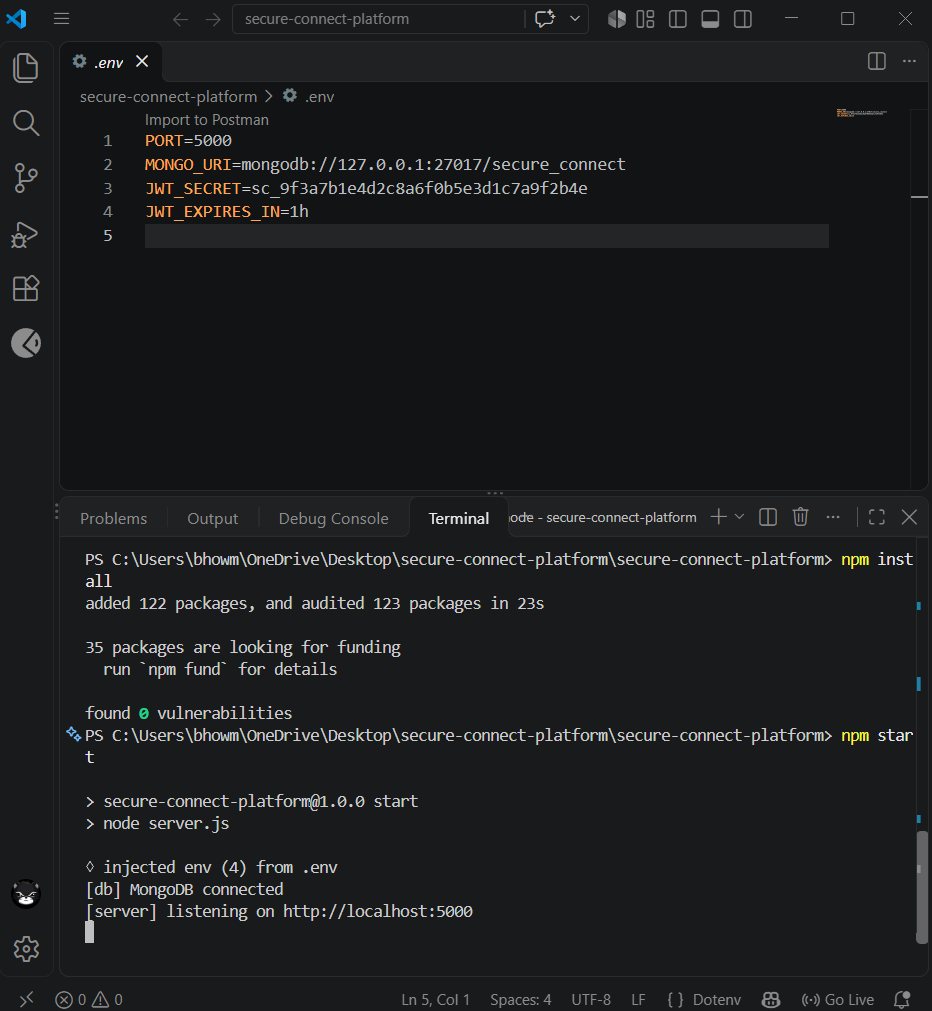 secure-connect-platform
.env
secure-connect-platform > .env
Import to Postman
1 PORT=5000
2 MONGO_URI=mongodb://127.0.0.1:27017/secure_connect
3 JWT_SECRET=sc_9f3a7b1e4d2c8a6f0b5e3d1c7a9f2b4e
4 JWT_EXPIRES_IN=1h
5
Problems Output Debug Console Terminal node - secure-connect-platform
PS C:\Users\bhowm\OneDrive\Desktop\secure-connect-platform\secure-connect-platform> npm inst
all
added 122 packages, and audited 123 packages in 23s
35 packages are looking for funding
run `npm fund` for details
found 0 vulnerabilities
PS C:\Users\bhowm\OneDrive\Desktop\secure-connect-platform\secure-connect-platform> npm star
t
> secure-connect-platform@1.0.0 start
> node server.js
◊ injected env (4) from .env
[db] MongoDB connected
[server] listening on http://localhost:5000
0 0 Ln 5, Col 1 Spaces: 4 UTF-8 LF { } Dotenv Go Live